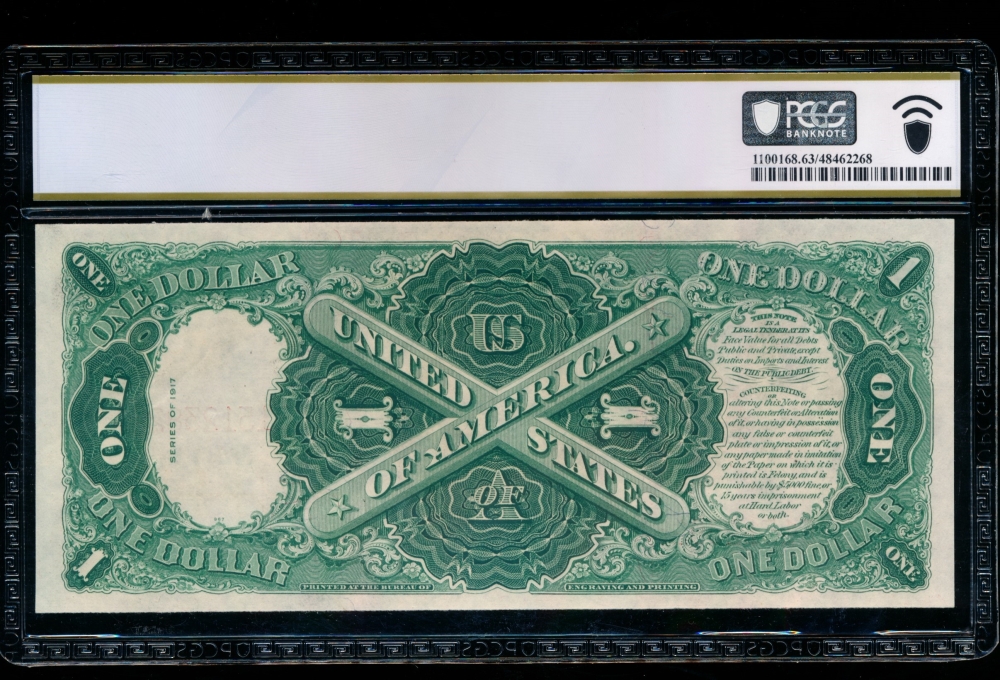 PCGS
BANKNOTE
1100168.63/48462268
ONE
ONE DOLLAR
ONE DOLLAR
1
US
UNITED
STATES
OF AMERICA.
1
1
OF
ONE
SERIES OF 1917
THIS NOTE
IS A
LEGAL TENDER AT ITS
Face Value for all Debts
Public and Private, except
Duties on Imports and Interest
ON THE PUBLIC DEBT.
COUNTERFEITING
altering this Note or passing
any Counterfeit or Alteration
of it, or having in possession
any false or counterfeit
plate or impression of it, or
any paper made in imitation
of the Paper on which it is
printed is Felony, and is
punishable by $5000 fine or
15 years imprisonment
at Hard Labor
or both.
ONE
1
ONE DOLLAR
ONE DOLLAR
ONE
PRINTED AT THE BUREAU OF
ENGRAVING AND PRINTING